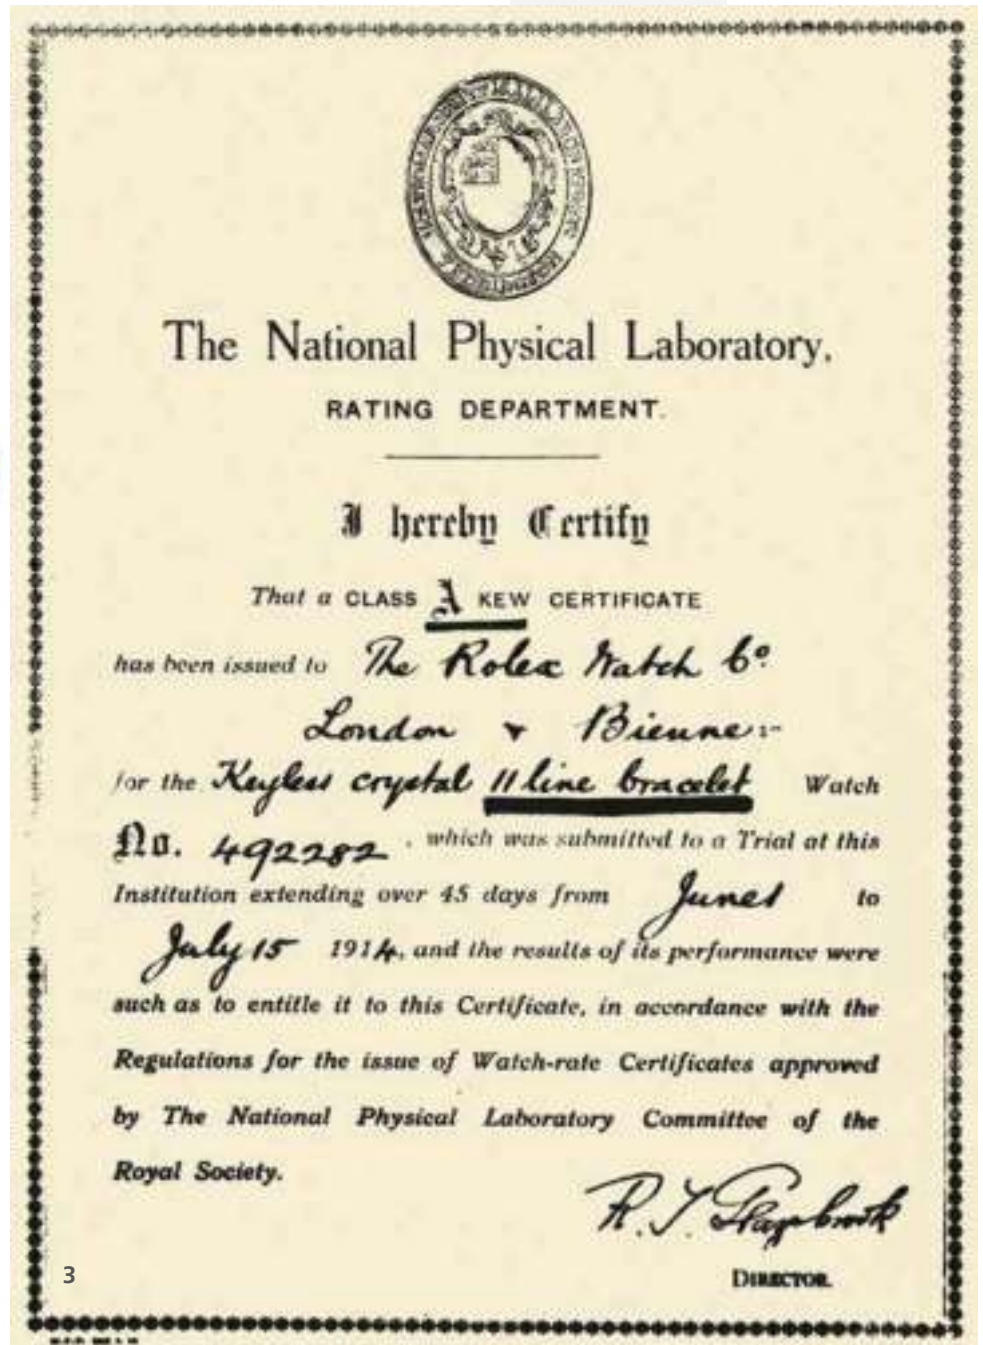 The National Physical Laboratory.
RATING DEPARTMENT.
I hereby Certify
That a CLASS A KEW CERTIFICATE
has been issued to The Rolex Watch Co
London & Bienne:-
for the Keyless crystal 11 line bracelet Watch
No. 492282, which was submitted to a Trial at this
Institution extending over 45 days from June 1 to
July 15 1914, and the results of its performance were
such as to entitle it to this Certificate, in accordance with the
Regulations for the issue of Watch-rate Certificates approved
by The National Physical Laboratory Committee of the
Royal Society.
R. T. Glazebrook
DIRECTOR.
3